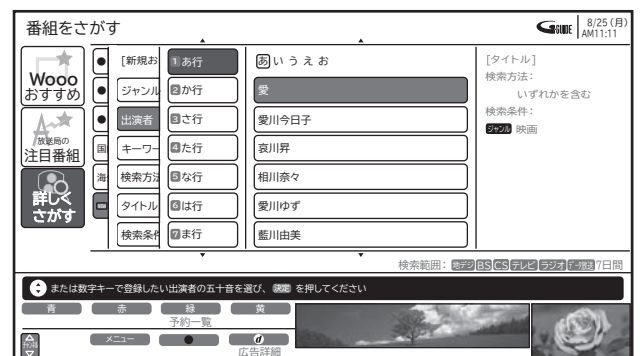 番組をさがす
GGUIDE 8/25(月)
AM11:11
Wooo
おすすめ
放送局の
注目番組
詳しく
さがす
[新規お
ジャンル
出演者
キーワー
検索方法
タイトル
検索条件
1 あ行
2 か行
3 さ行
4 た行
5 な行
6 は行
7 ま行
あ い う え お
愛
愛川今日子
哀川昇
相川奈々
愛川ゆず
藍川由美
[タイトル]
検索方法:
いずれかを含む
検索条件:
ジャンル 映画
検索範囲: 地デジ BS CS テレビ ラジオ データ放送 7日間
または数字キーで登録したい出演者の五十音を選び、 決定 を押してください
青 赤 緑 黄
予約一覧
メニュー ● d
広告詳細